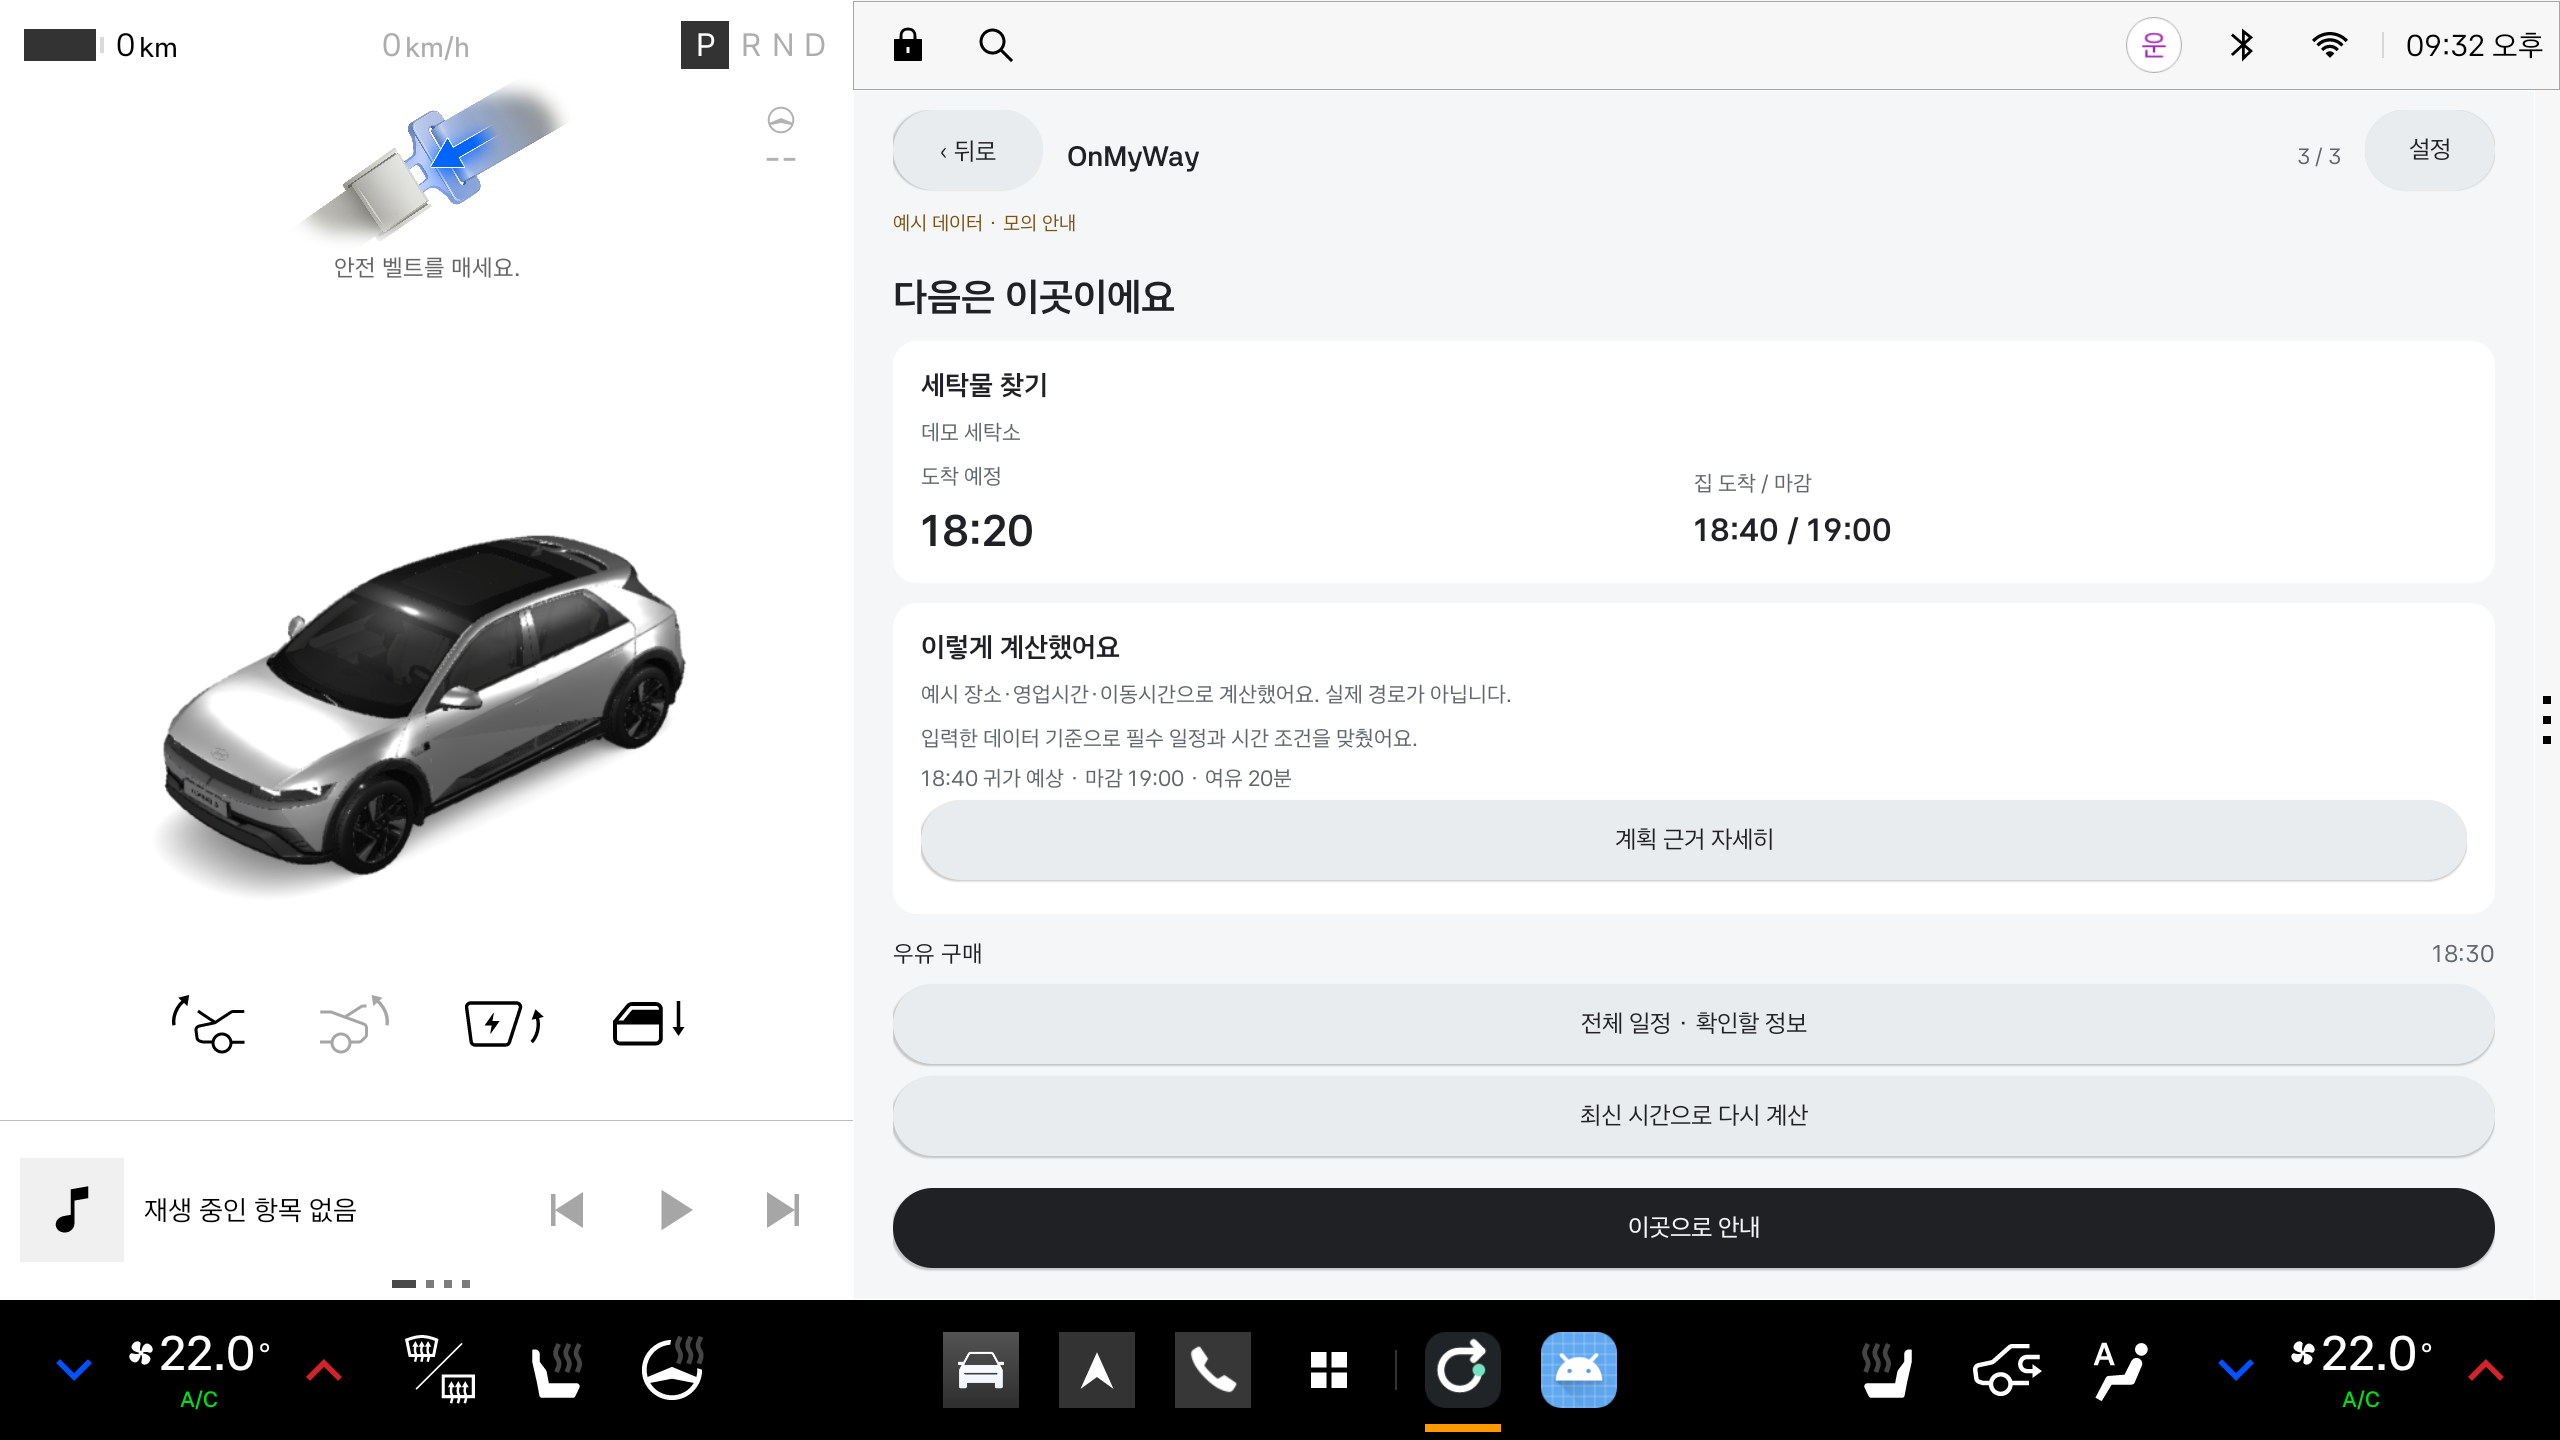 0 km
0 km/h
P R N D
안전 벨트를 매세요.
재생 중인 항목 없음
운
09:32 오후
‹ 뒤로
OnMyWay
3 / 3
설정
예시 데이터 · 모의 안내
다음은 이곳이에요
세탁물 찾기
데모 세탁소
도착 예정
18:20
집 도착 / 마감
18:40 / 19:00
이렇게 계산했어요
예시 장소·영업시간·이동시간으로 계산했어요. 실제 경로가 아닙니다.
입력한 데이터 기준으로 필수 일정과 시간 조건을 맞췄어요.
18:40 귀가 예상 · 마감 19:00 · 여유 20분
계획 근거 자세히
우유 구매
18:30
전체 일정 · 확인할 정보
최신 시간으로 다시 계산
이곳으로 안내
22.0°
A/C
A
22.0°
A/C